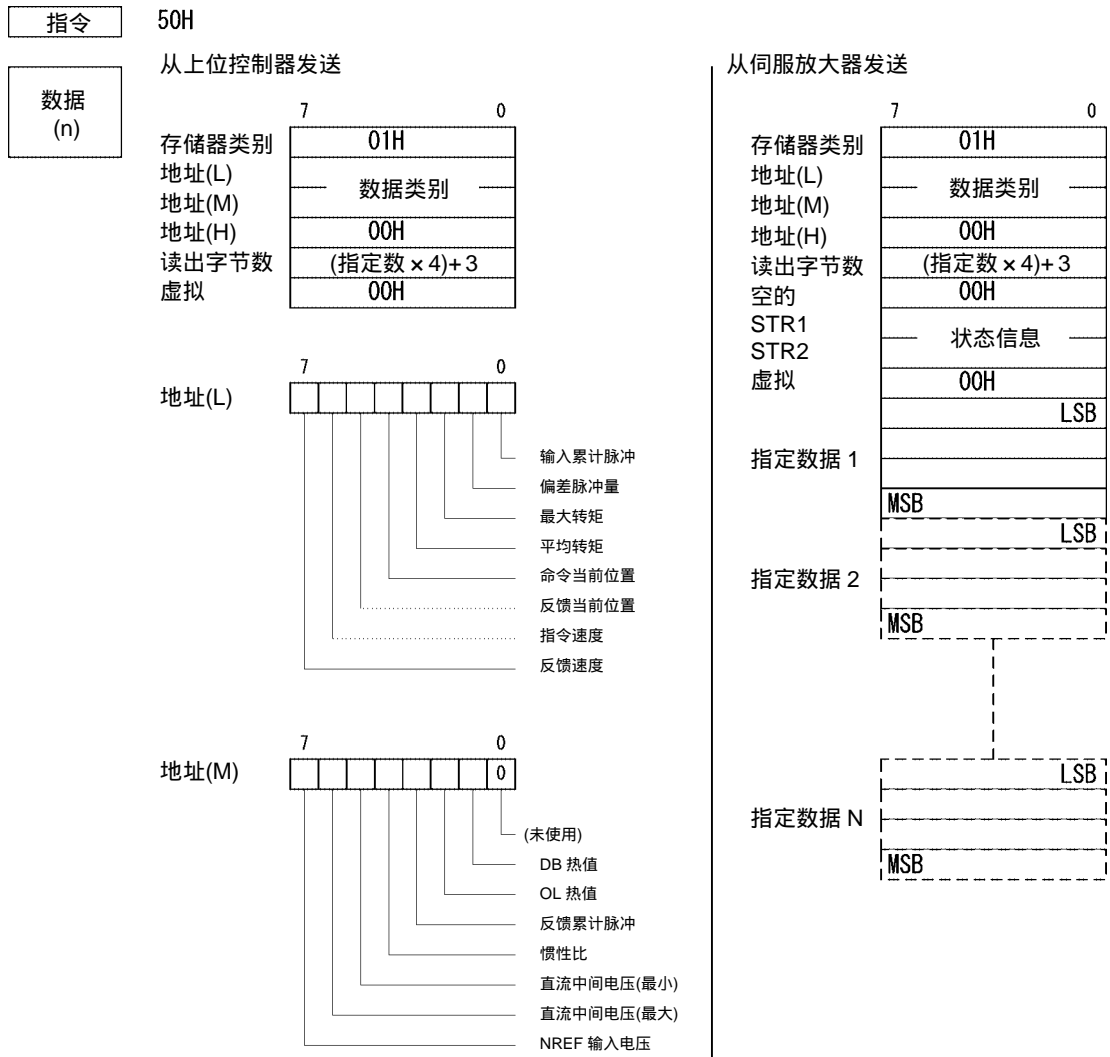 指令 50H
数据
(n)
从上位控制器发送
7 0
存储器类别 01H
地址(L)
数据类别
地址(M)
地址(H) 00H
读出字节数 (指定数×4)+3
虚拟 00H
7 0
地址(L)
输入累计脉冲
偏差脉冲量
最大转矩
平均转矩
命令当前位置
反馈当前位置
指令速度
反馈速度
7 0
地址(M) 0
(未使用)
DB 热值
OL 热值
反馈累计脉冲
惯性比
直流中间电压(最小)
直流中间电压(最大)
NREF 输入电压
从伺服放大器发送
7 0
存储器类别 01H
地址(L)
数据类别
地址(M)
地址(H) 00H
读出字节数 (指定数×4)+3
空的 00H
STR1
状态信息
STR2
虚拟 00H
LSB
指定数据 1
MSB
LSB
指定数据 2
MSB
LSB
指定数据 N
MSB